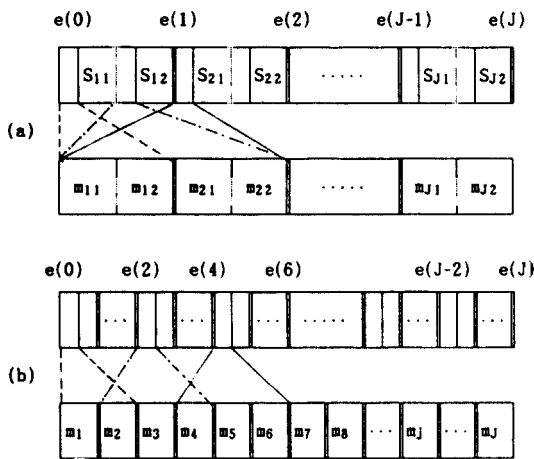 e(0) e(1) e(2) e(J-1) e(J)
S11 S12 S21 S22 ····· SJ1 SJ2
(a)
m11 m12 m21 m22 ····· mJ1 mJ2
e(0) e(2) e(4) e(6) e(J-2) e(J)
··· ··· ··· ····· ··· ···
(b)
m1 m2 m3 m4 m5 m6 m7 m8 ··· mj ··· mJ